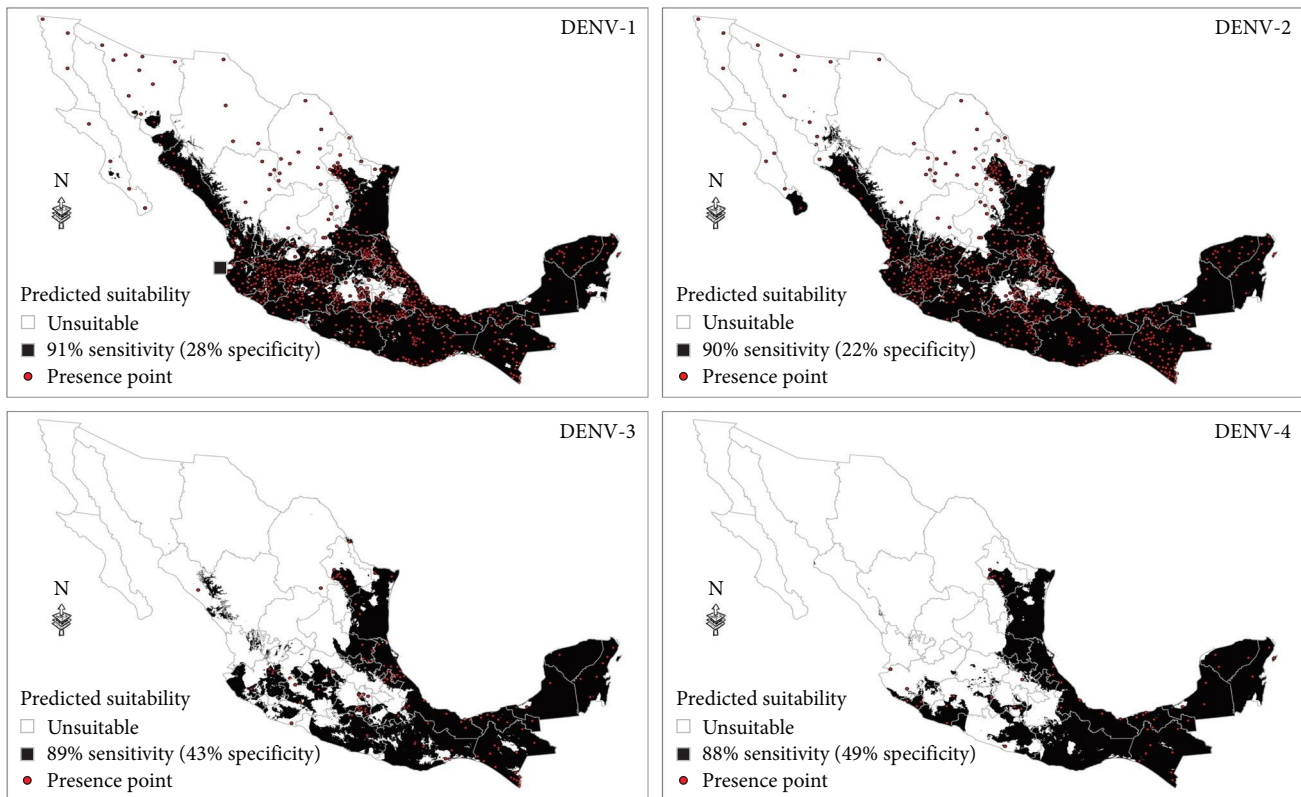 DENV-1
N
Predicted suitability
Unsuitable
91% sensitivity (28% specificity)
Presence point
DENV-2
N
Predicted suitability
Unsuitable
90% sensitivity (22% specificity)
Presence point
DENV-3
N
Predicted suitability
Unsuitable
89% sensitivity (43% specificity)
Presence point
DENV-4
N
Predicted suitability
Unsuitable
88% sensitivity (49% specificity)
Presence point